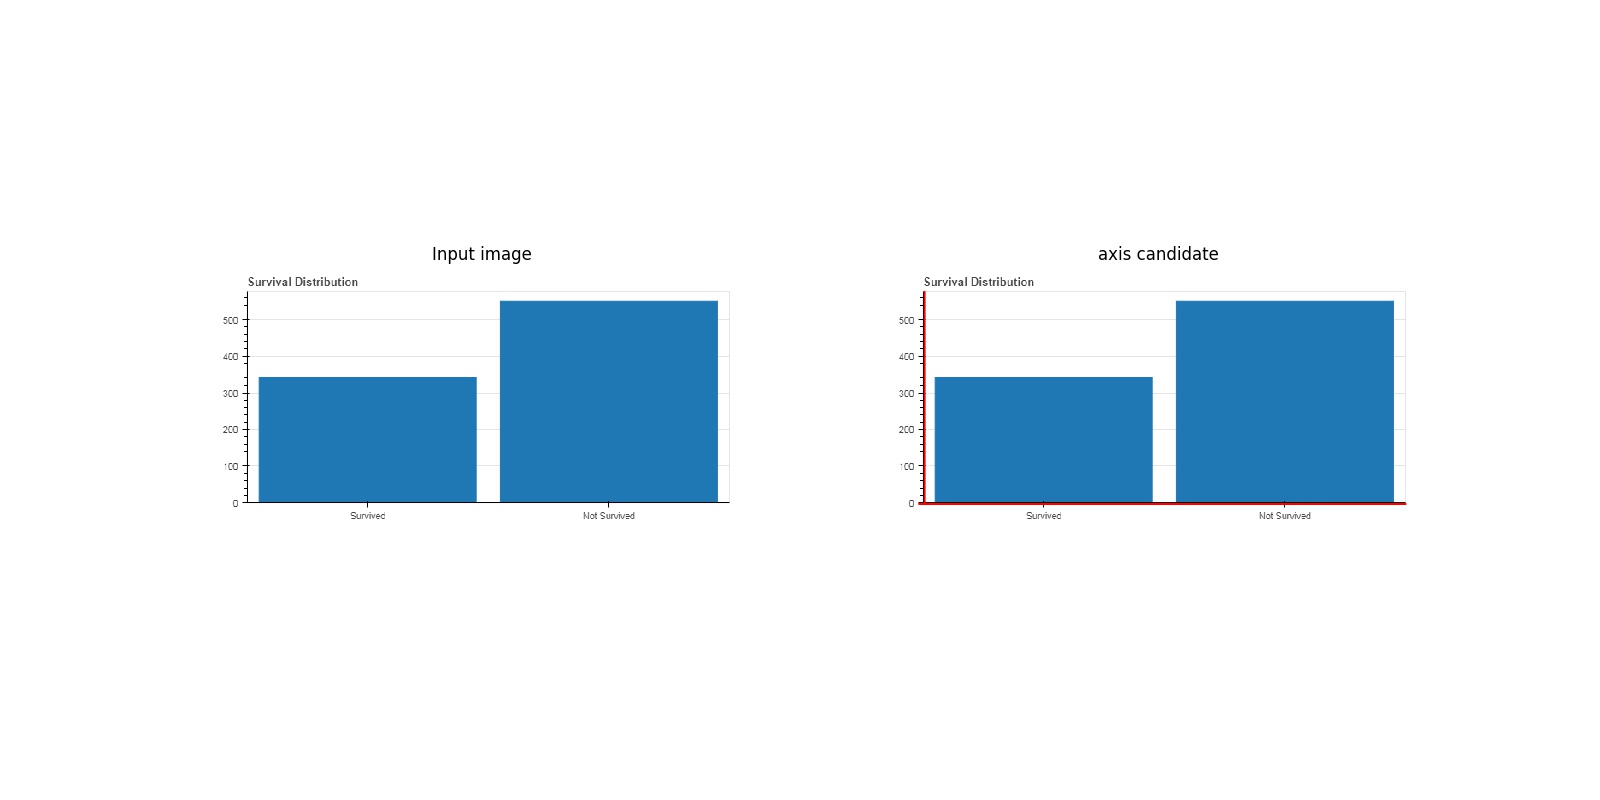 Input image
Survival Distribution
500
400
300
200
100
0
Survived Not Survived
axis candidate
Survival Distribution
500
400
300
200
100
0
Survived Not Survived